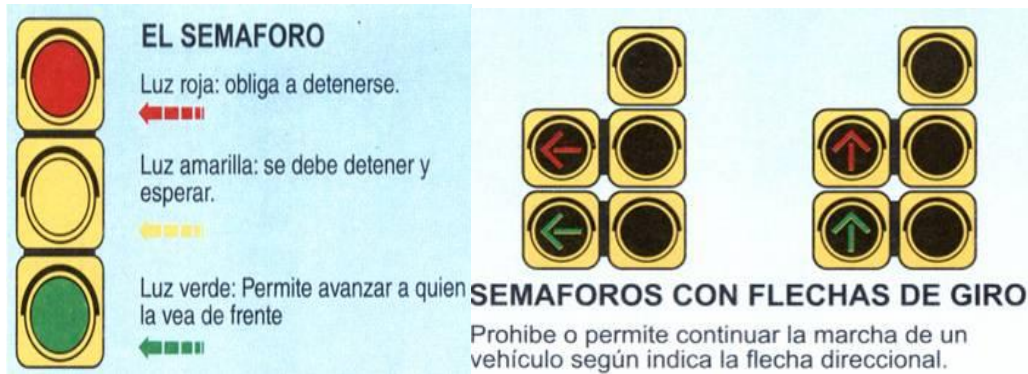 EL SEMAFORO
Luz roja: obliga a detenerse.
Luz amarilla: se debe detener y
esperar.
Luz verde: Permite avanzar a quien
la vea de frente
SEMAFOROS CON FLECHAS DE GIRO
Prohibe o permite continuar la marcha de un
vehículo según indica la flecha direccional.